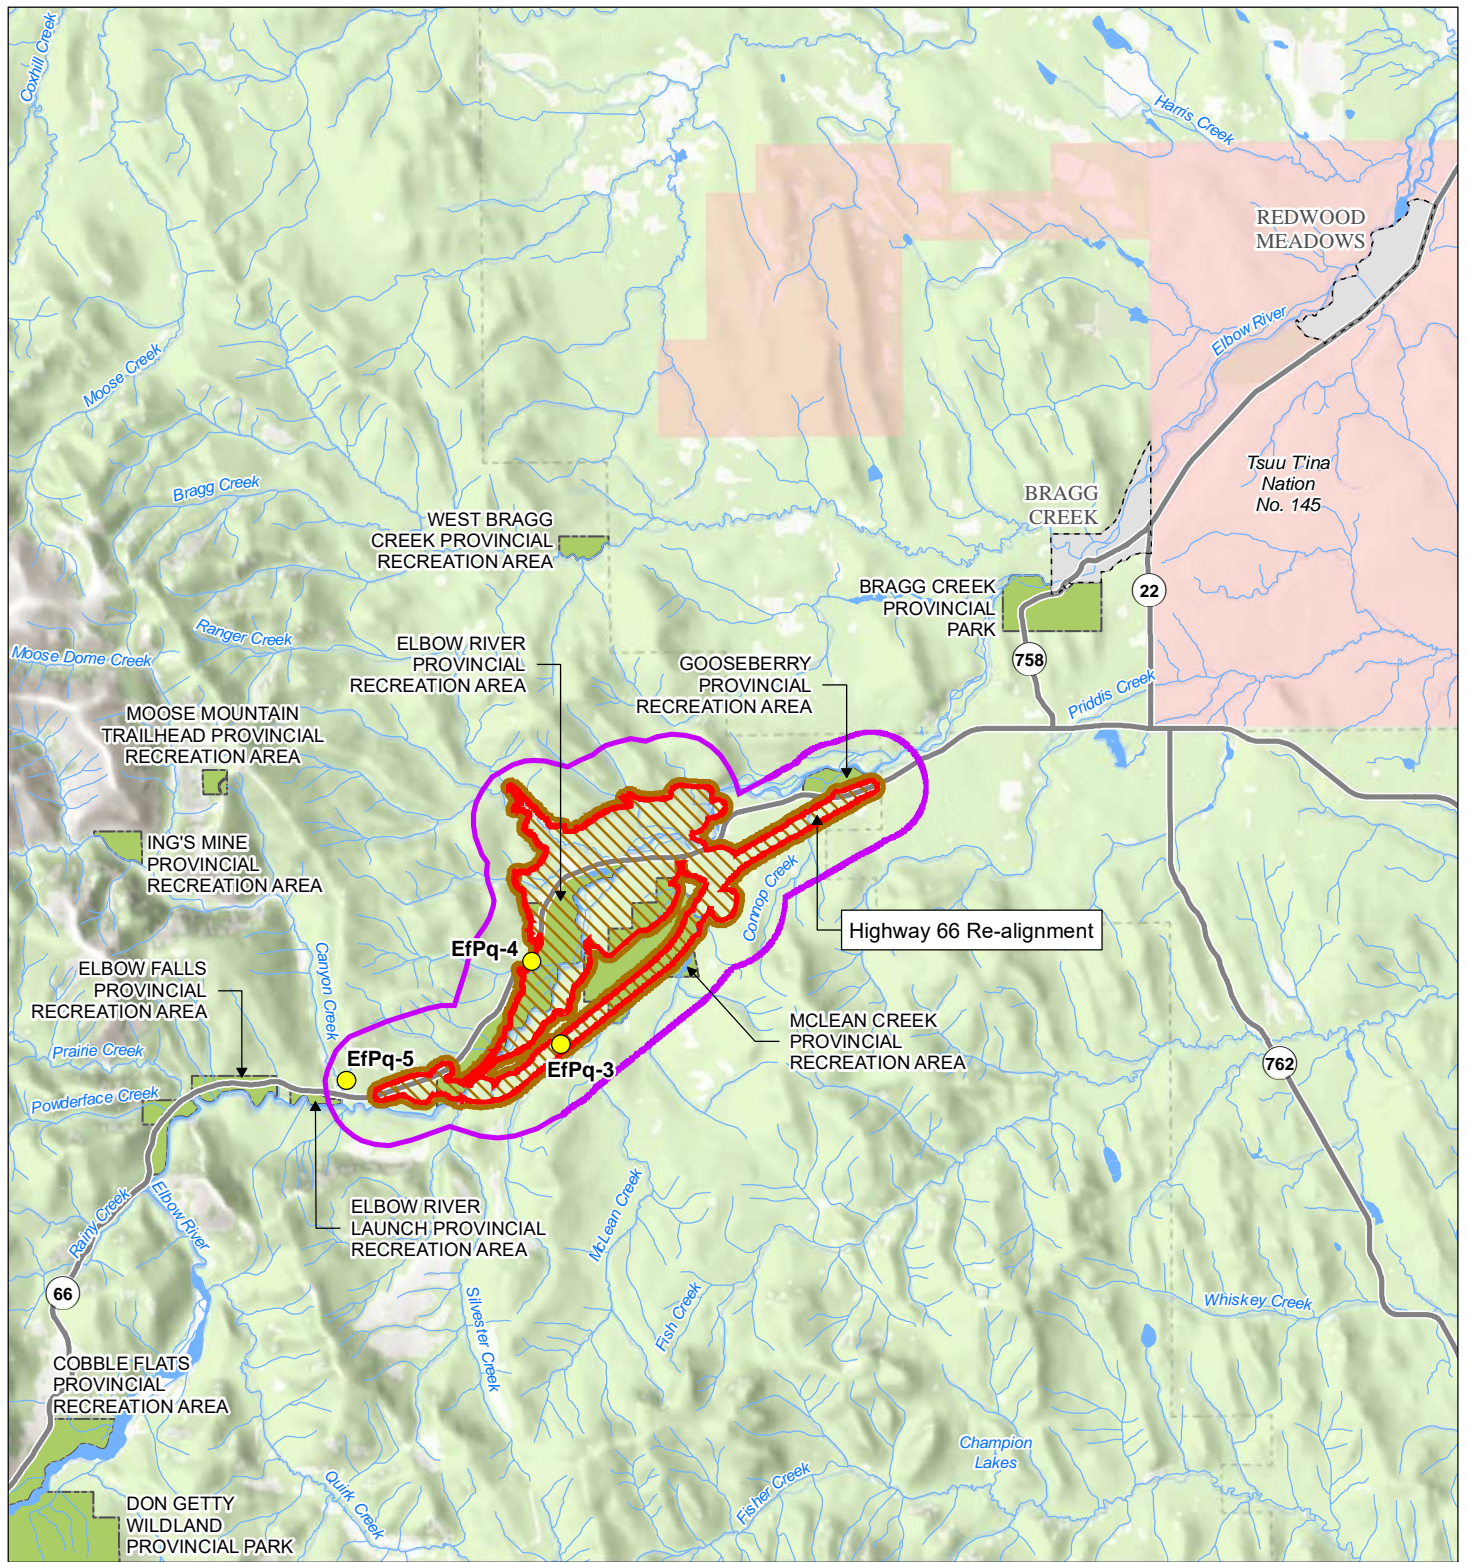 Coxhill Creek
Harris Creek
REDWOOD
MEADOWS
Elbow River
Moose Creek
Tsuu T'ina
Nation
No. 145
Bragg Creek
BRAGG
CREEK
WEST BRAGG
CREEK PROVINCIAL
RECREATION AREA
BRAGG CREEK
PROVINCIAL
PARK
22
Ranger Creek
Moose Dome Creek
ELBOW RIVER
PROVINCIAL
RECREATION AREA
GOOSEBERRY
PROVINCIAL
RECREATION AREA
758
Priddis Creek
MOOSE MOUNTAIN
TRAILHEAD PROVINCIAL
RECREATION AREA
ING'S MINE
PROVINCIAL
RECREATION AREA
Connop Creek
Highway 66 Re-alignment
EfPq-4
Canyon Creek
ELBOW FALLS
PROVINCIAL
RECREATION AREA
MCLEAN CREEK
PROVINCIAL
RECREATION AREA
Prairie Creek
EfPq-5
EfPq-3
762
Powderface Creek
Rainy Creek
Elbow River
ELBOW RIVER
LAUNCH PROVINCIAL
RECREATION AREA
McLean Creek
66
Silvester Creek
Fish Creek
Whiskey Creek
COBBLE FLATS
PROVINCIAL
RECREATION AREA
Champion
Lakes
Quirk Creek
Fisher Creek
DON GETTY
WILDLAND
PROVINCIAL PARK